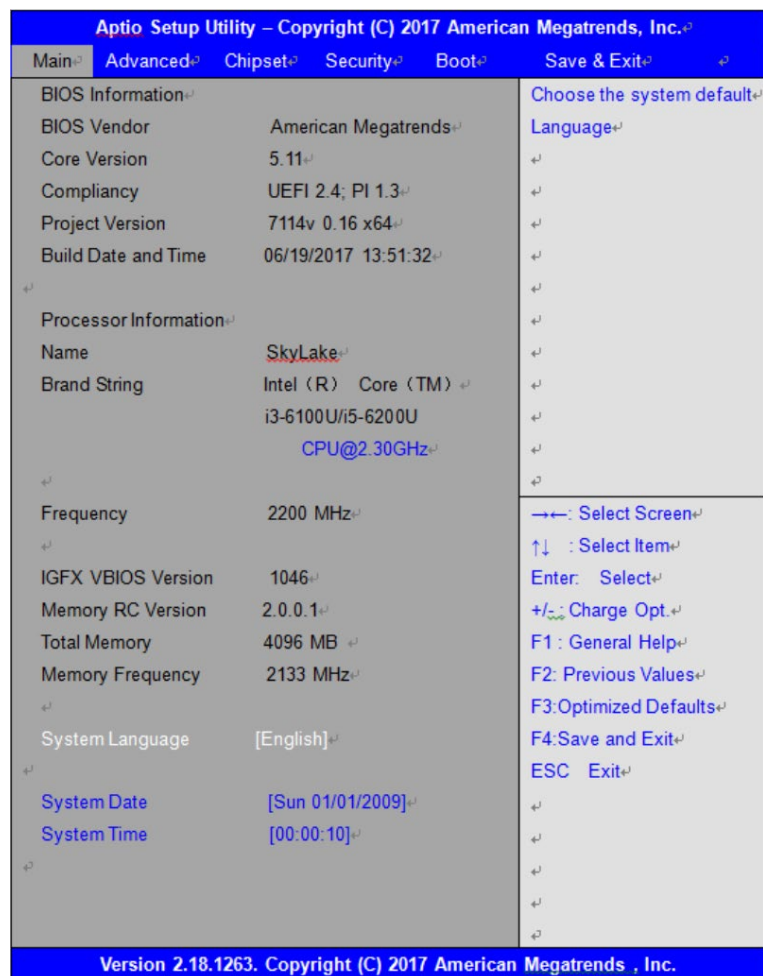 Aptio Setup Utility – Copyright (C) 2017 American Megatrends, Inc.
Main Advanced Chipset Security Boot Save & Exit
BIOS Information
BIOS Vendor American Megatrends
Core Version 5.11
Compliancy UEFI 2.4; PI 1.3
Project Version 7114v 0.16 x64
Build Date and Time 06/19/2017 13:51:32
Processor Information
Name SkyLake
Brand String Intel（R） Core（TM）
i3-6100U/i5-6200U
CPU@2.30GHz
Frequency 2200 MHz
IGFX VBIOS Version 1046
Memory RC Version 2.0.0.1
Total Memory 4096 MB
Memory Frequency 2133 MHz
System Language [English]
System Date [Sun 01/01/2009]
System Time [00:00:10]
Choose the system default
Language
→←: Select Screen
↑↓ : Select Item
Enter: Select
+/- : Charge Opt.
F1 : General Help
F2: Previous Values
F3:Optimized Defaults
F4:Save and Exit
ESC Exit
Version 2.18.1263. Copyright (C) 2017 American Megatrends , Inc.